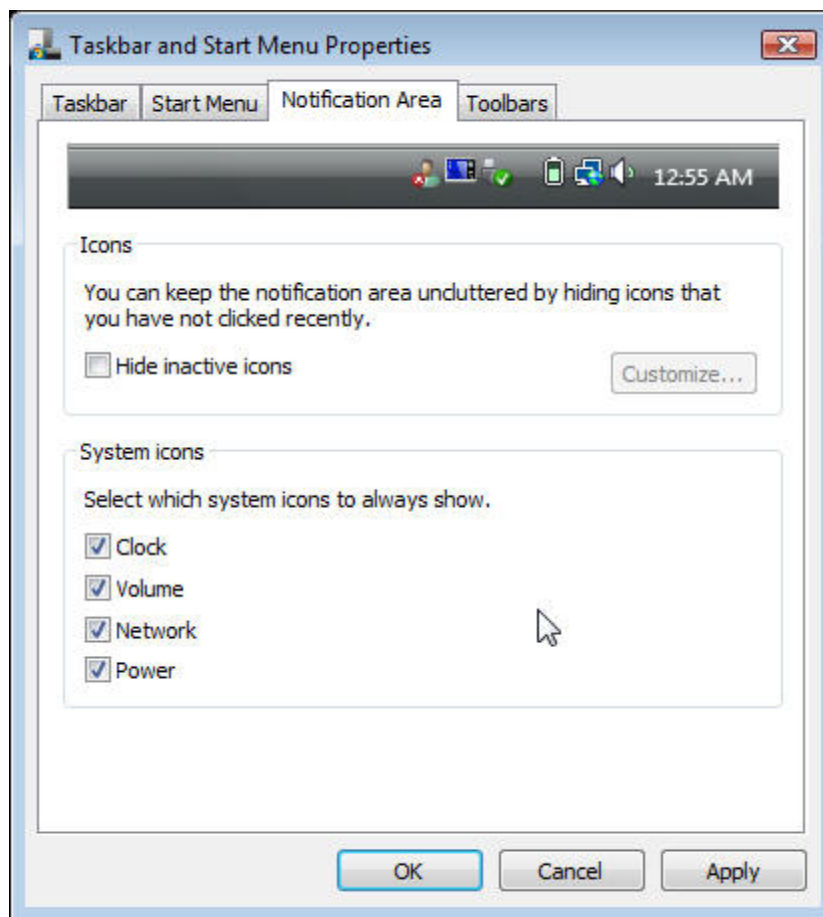 Taskbar and Start Menu Properties
Taskbar Start Menu Notification Area Toolbars
12:55 AM
Icons
You can keep the notification area uncluttered by hiding icons that
you have not clicked recently.
Hide inactive icons
Customize...
System icons
Select which system icons to always show.
Clock
Volume
Network
Power
OK Cancel Apply